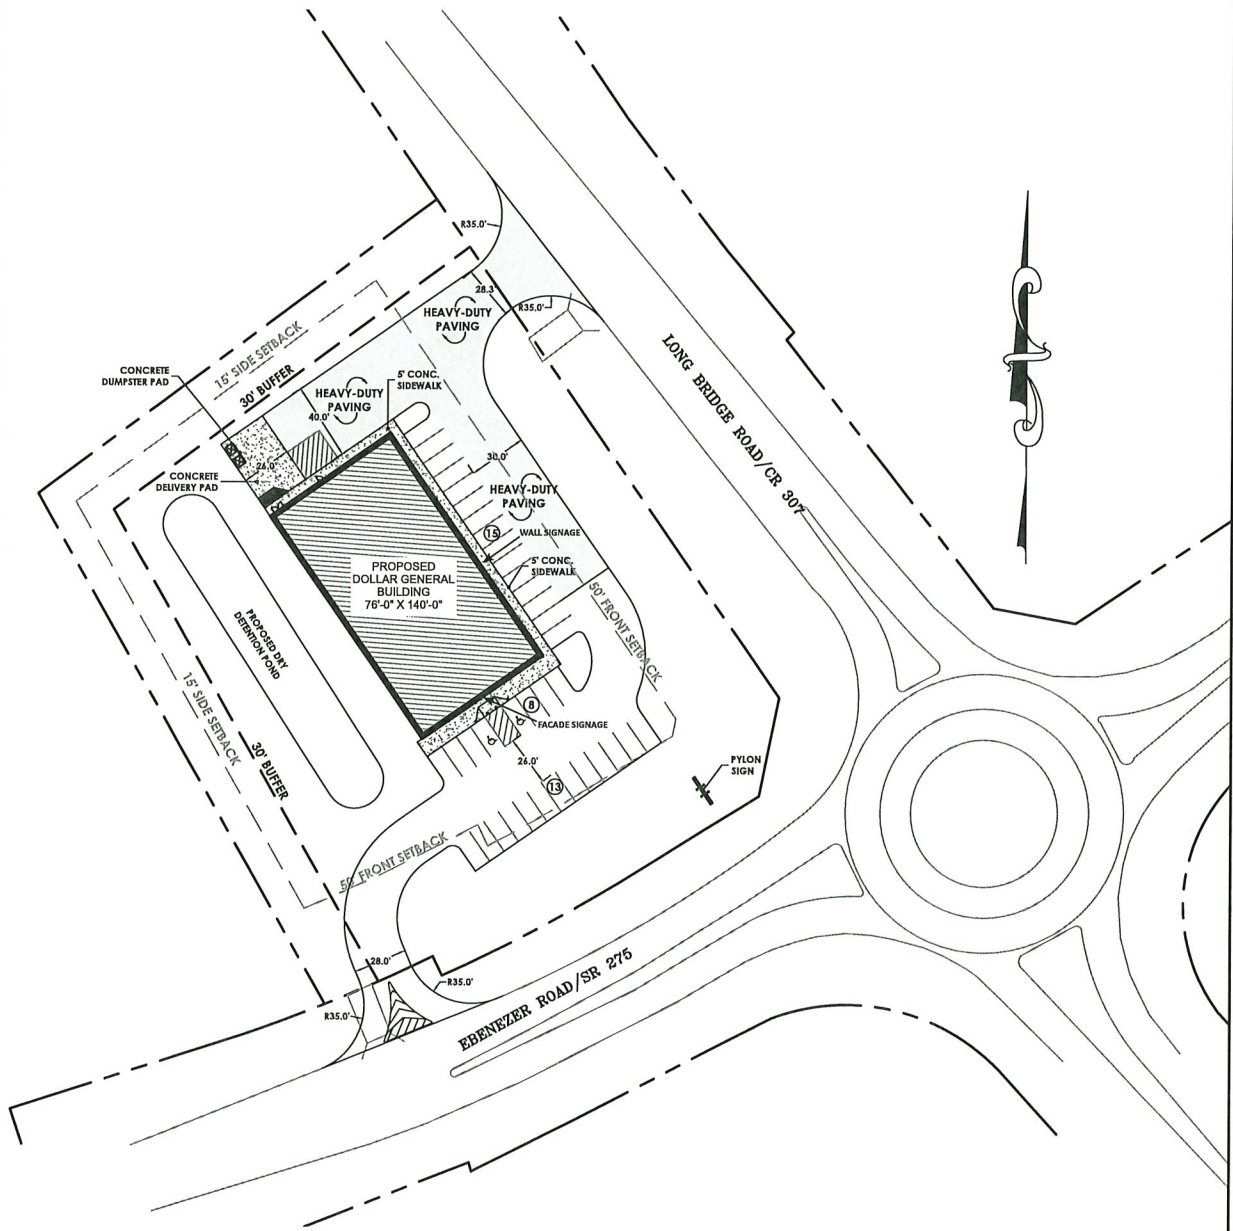 R35.0'
28.3'
R35.0'
HEAVY-DUTY
PAVING
15' SIDE SETBACK
30' BUFFER
CONCRETE
DUMPSTER PAD
5' CONC.
SIDEWALK
HEAVY-DUTY
PAVING
40.0'
LONG BRIDGE ROAD/CR 307
26.0'
30.0'
CONCRETE
DELIVERY PAD
HEAVY-DUTY
PAVING
15
WALL SIGNAGE
5' CONC.
SIDEWALK
PROPOSED
DOLLAR GENERAL
BUILDING
76'-0" X 140'-0"
50' FRONT SETBACK
PROPOSED DRY
DETENTION POND
15' SIDE SETBACK
30' BUFFER
8
FACADE SIGNAGE
26.0'
13
PYLON
SIGN
50' FRONT SETBACK
28.0'
R35.0'
R35.0'
EBENEZER ROAD/SR 275